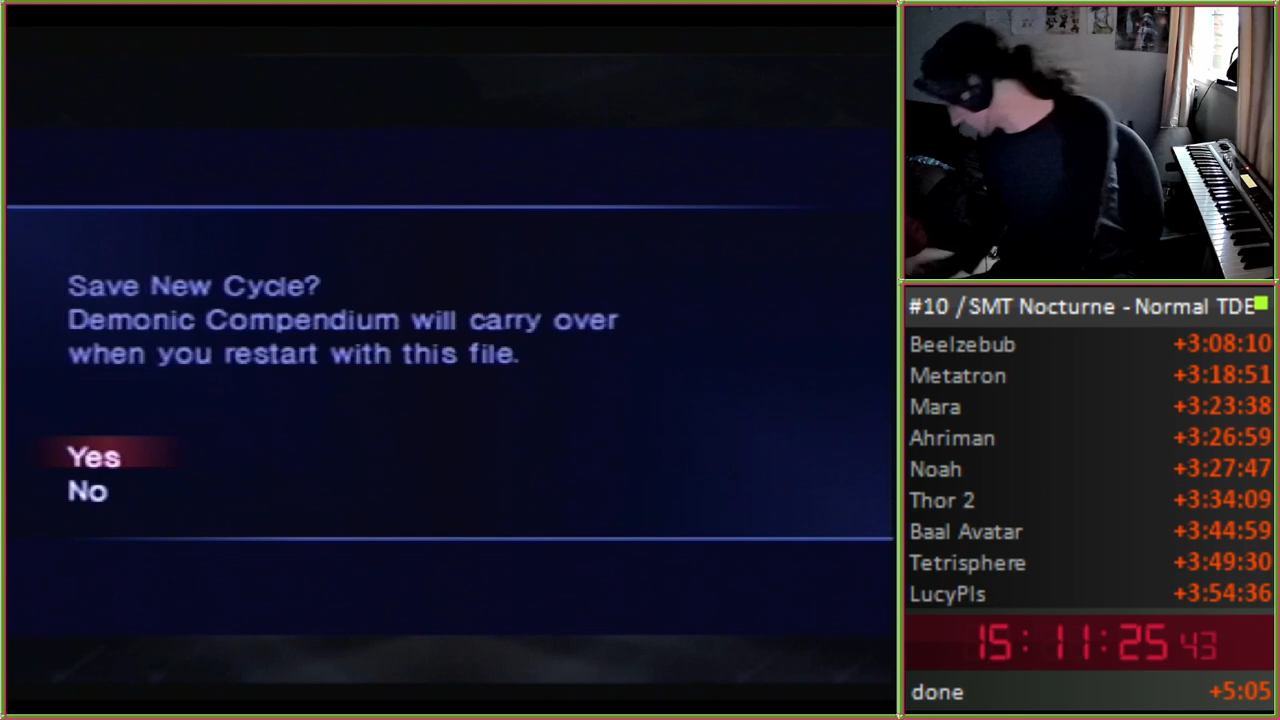 Save New Cycle?
Demonic Compendium will carry over
when you restart with this file.
Yes
No
#10 / SMT Nocturne - Normal TDE
Beelzebub +3:08:10
Metatron +3:18:51
Mara +3:23:38
Ahriman +3:26:59
Noah +3:27:47
Thor 2 +3:34:09
Baal Avatar +3:44:59
Tetrisphere +3:49:30
LucyPls +3:54:36
15:11:25 43
done +5:05